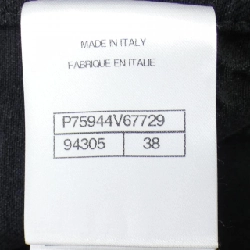 MADE IN ITALY
FABRIQUE EN ITALIE
P75944V67729
94305 38